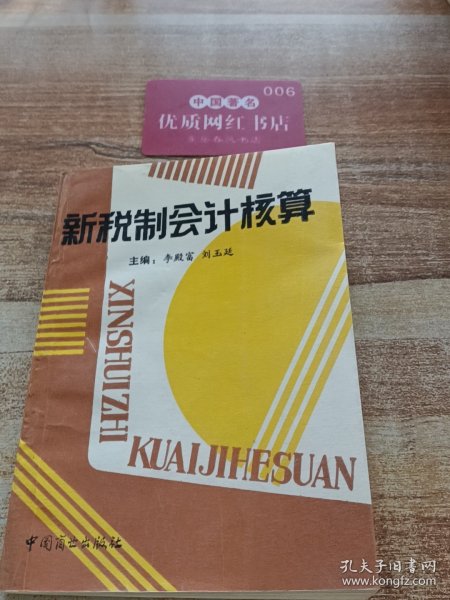 006
中国著名
优质网红书店
新税制会计核算
主编：李殿富 刘玉廷
XINSHUIZHI
KUAIJIHESUAN
中国商业出版社
孔夫子旧书网
www.kongfz.com